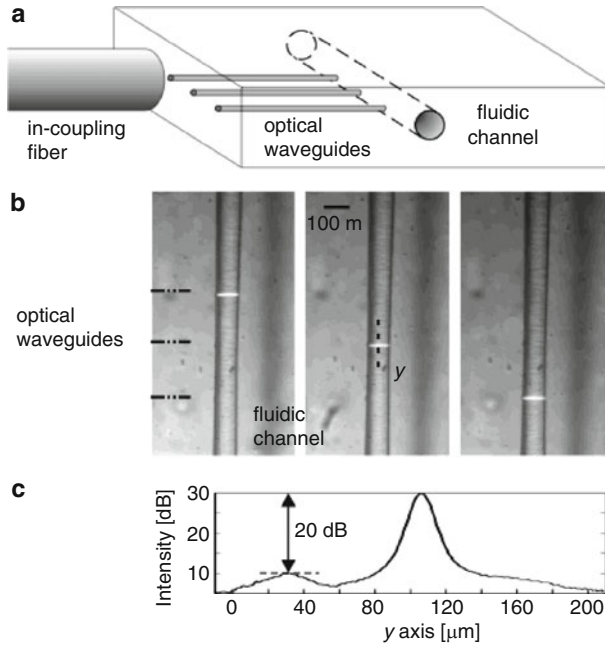 a
in-coupling
fiber
optical
waveguides
fluidic
channel
b
100 m
optical
waveguides
y
fluidic
channel
c
Intensity [dB]
30
20
10
20 dB
0
40
80
120
160
200
y axis [μm]